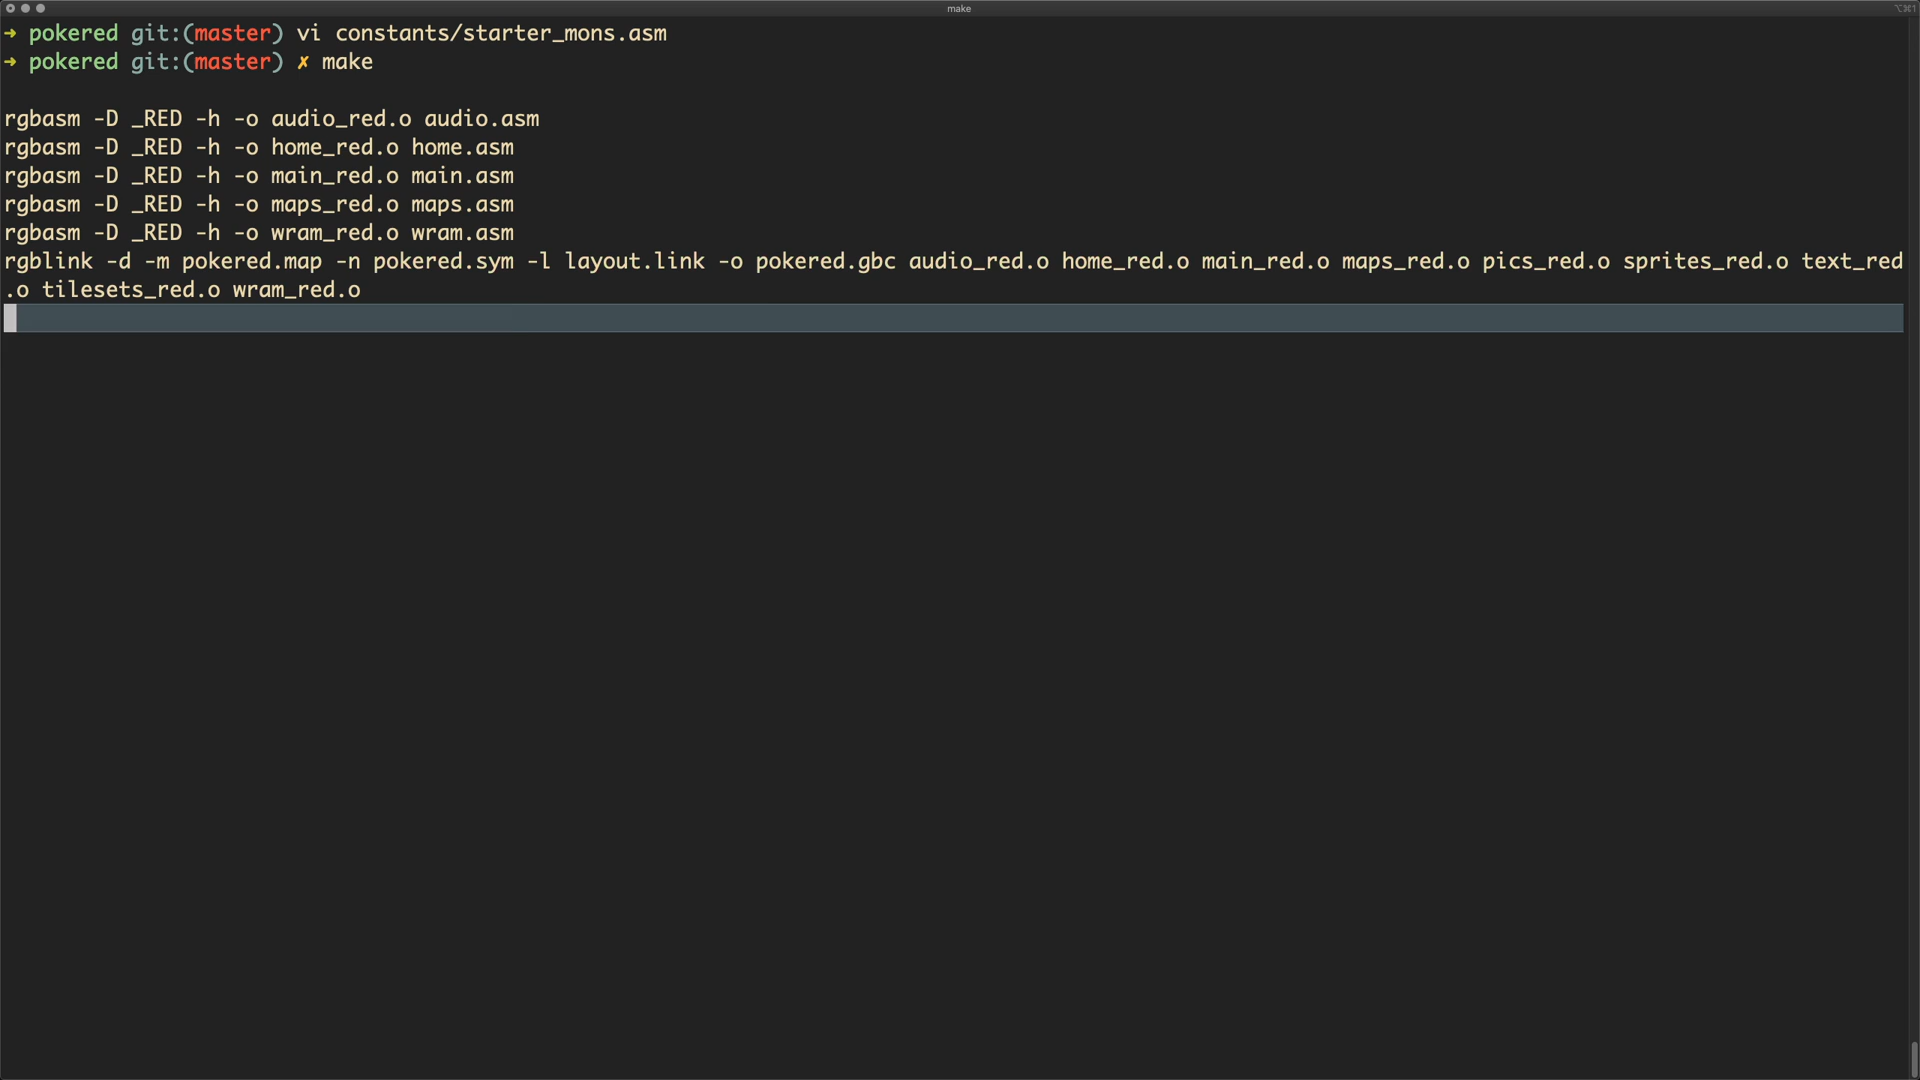 make
⌥⌘1
➜ pokered git:(master) vi constants/starter_mons.asm
➜ pokered git:(master) ✗ make
rgbasm -D _RED -h -o audio_red.o audio.asm
rgbasm -D _RED -h -o home_red.o home.asm
rgbasm -D _RED -h -o main_red.o main.asm
rgbasm -D _RED -h -o maps_red.o maps.asm
rgbasm -D _RED -h -o wram_red.o wram.asm
rgblink -d -m pokered.map -n pokered.sym -l layout.link -o pokered.gbc audio_red.o home_red.o main_red.o maps_red.o pics_red.o sprites_red.o text_red
.o tilesets_red.o wram_red.o